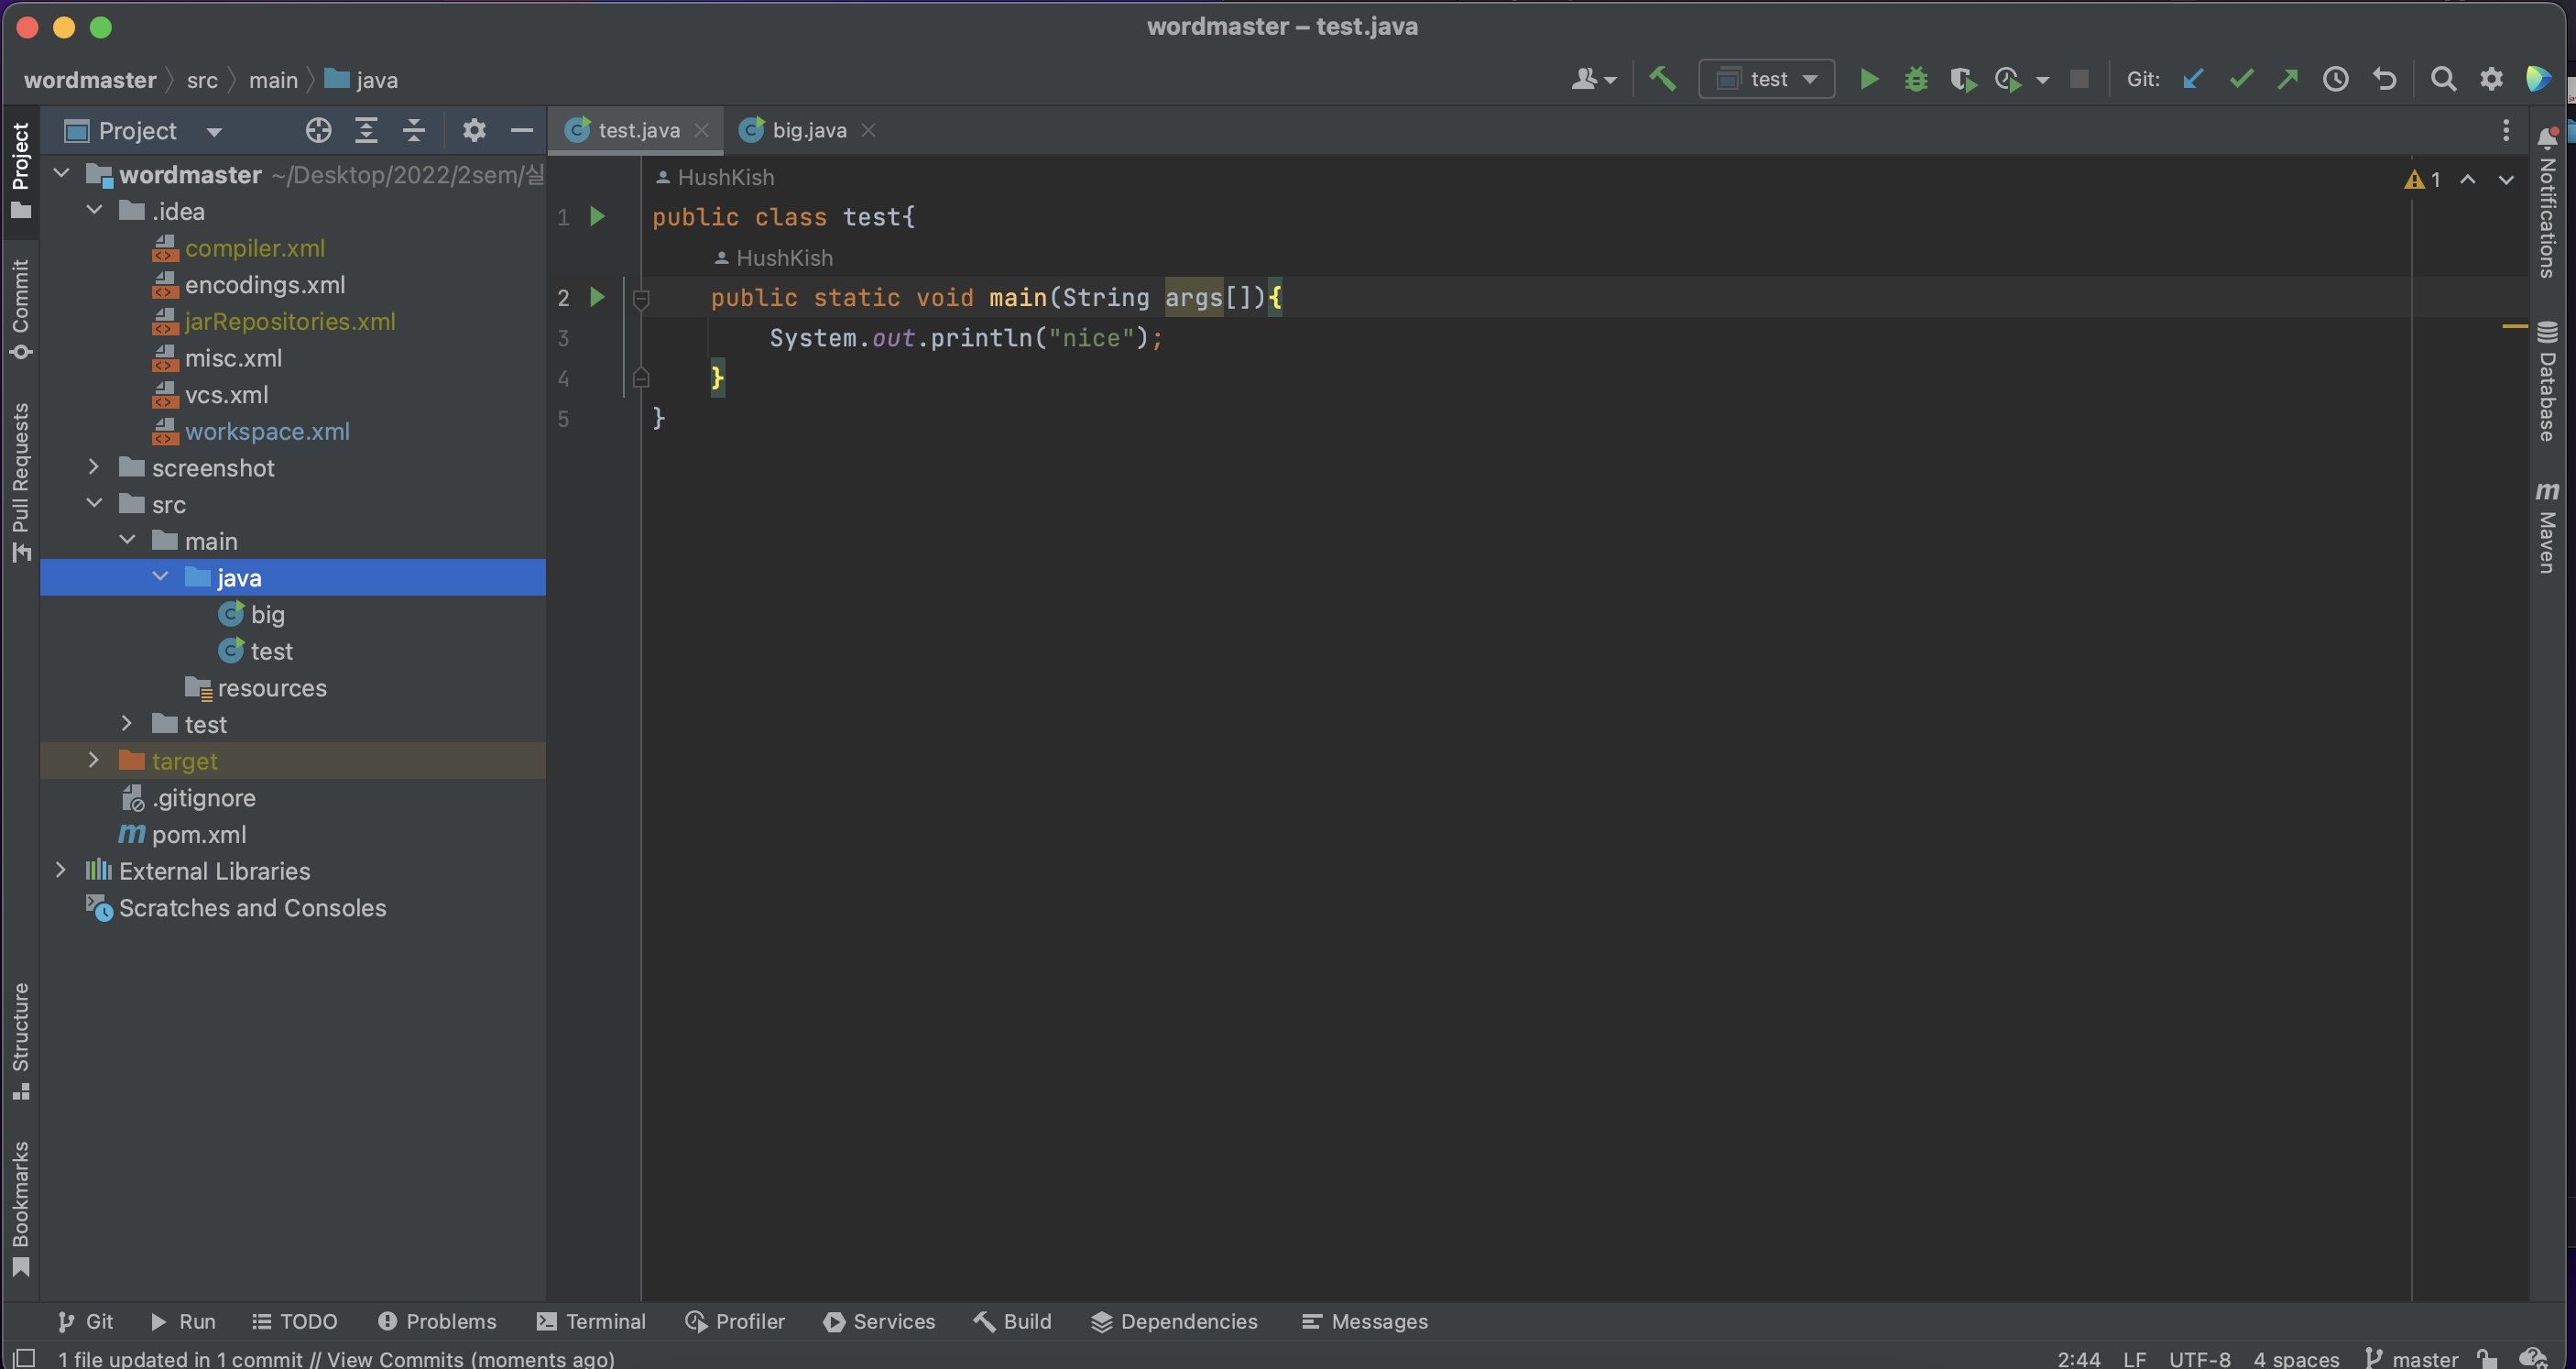 wordmaster – test.java
wordmaster src main java
test
Git:
Project
test.java
big.java
wordmaster ~/Desktop/2022/2sem/실
.idea
compiler.xml
encodings.xml
jarRepositories.xml
misc.xml
vcs.xml
workspace.xml
screenshot
src
main
java
big
test
resources
test
target
.gitignore
pom.xml
External Libraries
Scratches and Consoles
Project
Commit
Pull Requests
Structure
Bookmarks
HushKish
1 public class test{
HushKish
2 public static void main(String args[]){
3 System.out.println("nice");
4 }
5 }
1
Notifications
Database
Maven
Git Run TODO Problems Terminal Profiler Services Build Dependencies Messages
1 file updated in 1 commit // View Commits (moments ago)
2:44 LF UTF-8 4 spaces master